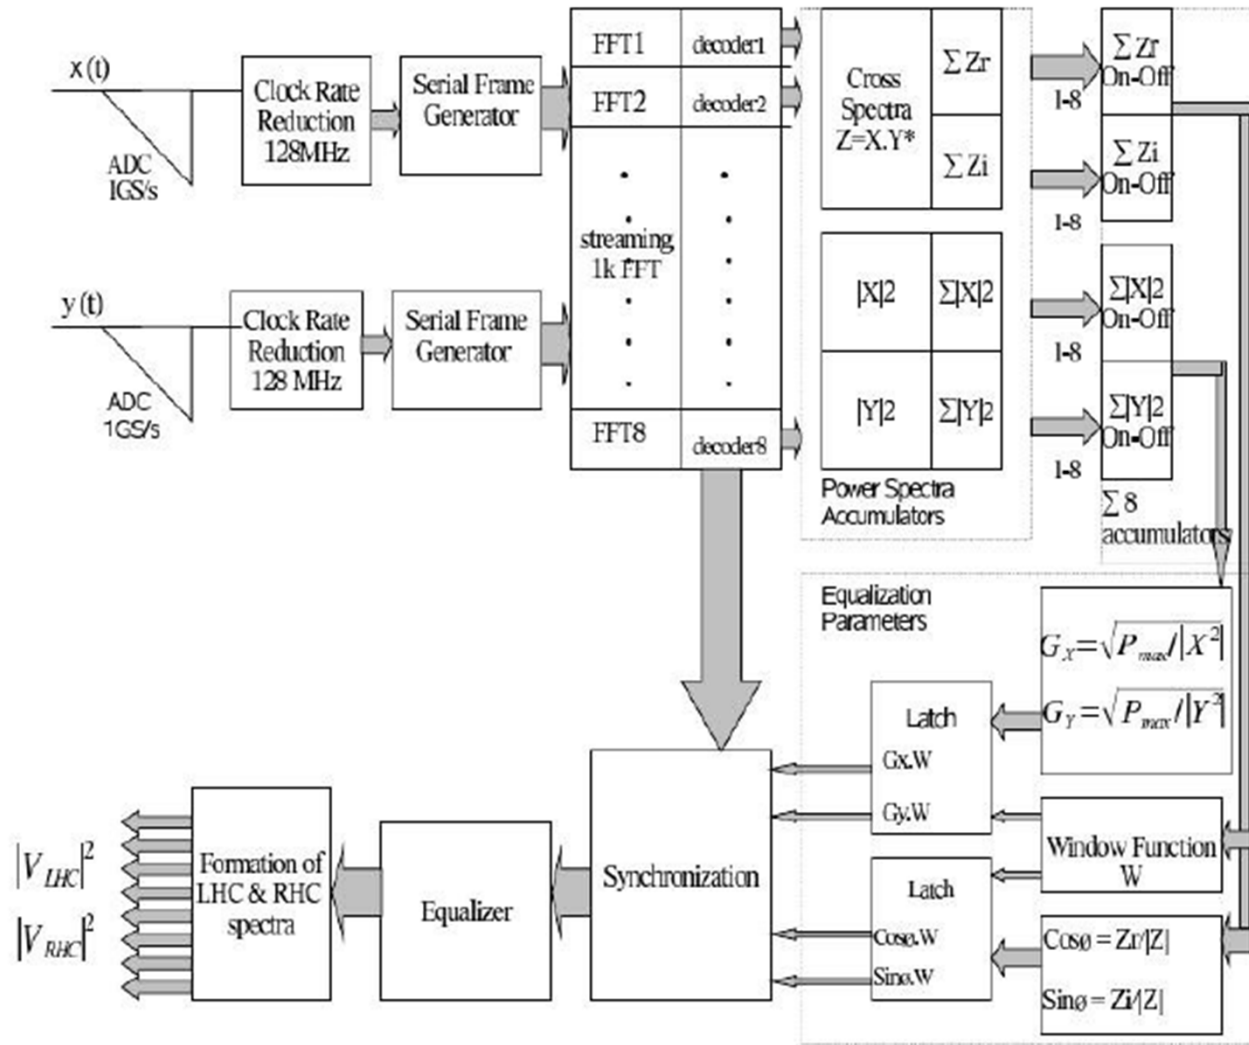 x(t)
ADC
1GS/s
Clock Rate
Reduction
128MHz
Serial Frame
Generator
y(t)
ADC
1GS/s
Clock Rate
Reduction
128 MHz
Serial Frame
Generator
FFT1 decoder1
FFT2 decoder2
streaming
1k FFT
FFT8 decoder8
Cross
Spectra
Z=X.Y*
∑ Zr
∑ Zi
|X|2 Σ|X|2
|Y|2 Σ|Y|2
Power Spectra
Accumulators
1-8
1-8
1-8
1-8
∑ Zr
On-Off
∑ Zi
On-Off
Σ|X|2
On-Off
Σ|Y|2
On-Off
∑ 8
accumulators
Equalization
Parameters
G_X=√P_max/|X^2|
G_Y=√P_max/|Y^2|
Latch
Gx.W
Gy.W
Window Function
W
Latch
Cosø.W
Sinø.W
Cosø = Zr/|Z|
Sinø = Zi/|Z|
Synchronization
Equalizer
Formation of
LHC & RHC
spectra
|V_LHC|^2
|V_RHC|^2